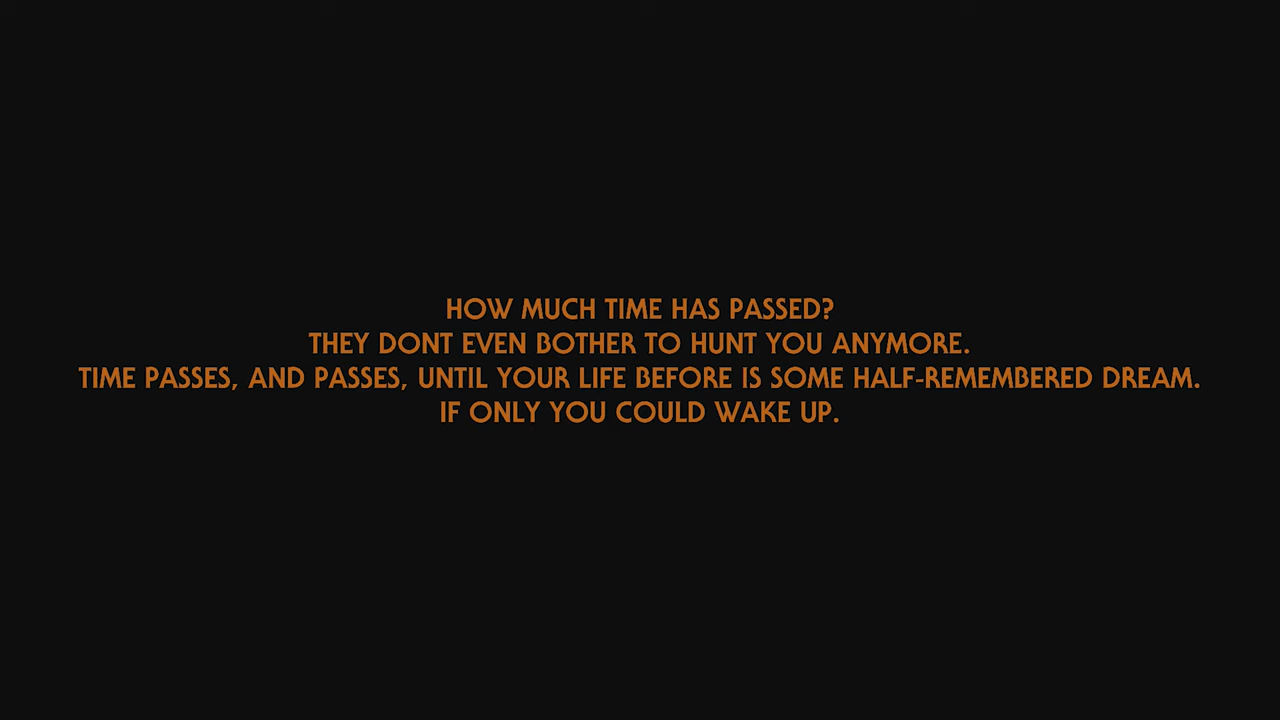 HOW MUCH TIME HAS PASSED?
THEY DONT EVEN BOTHER TO HUNT YOU ANYMORE.
TIME PASSES, AND PASSES, UNTIL YOUR LIFE BEFORE IS SOME HALF-REMEMBERED DREAM.
IF ONLY YOU COULD WAKE UP.